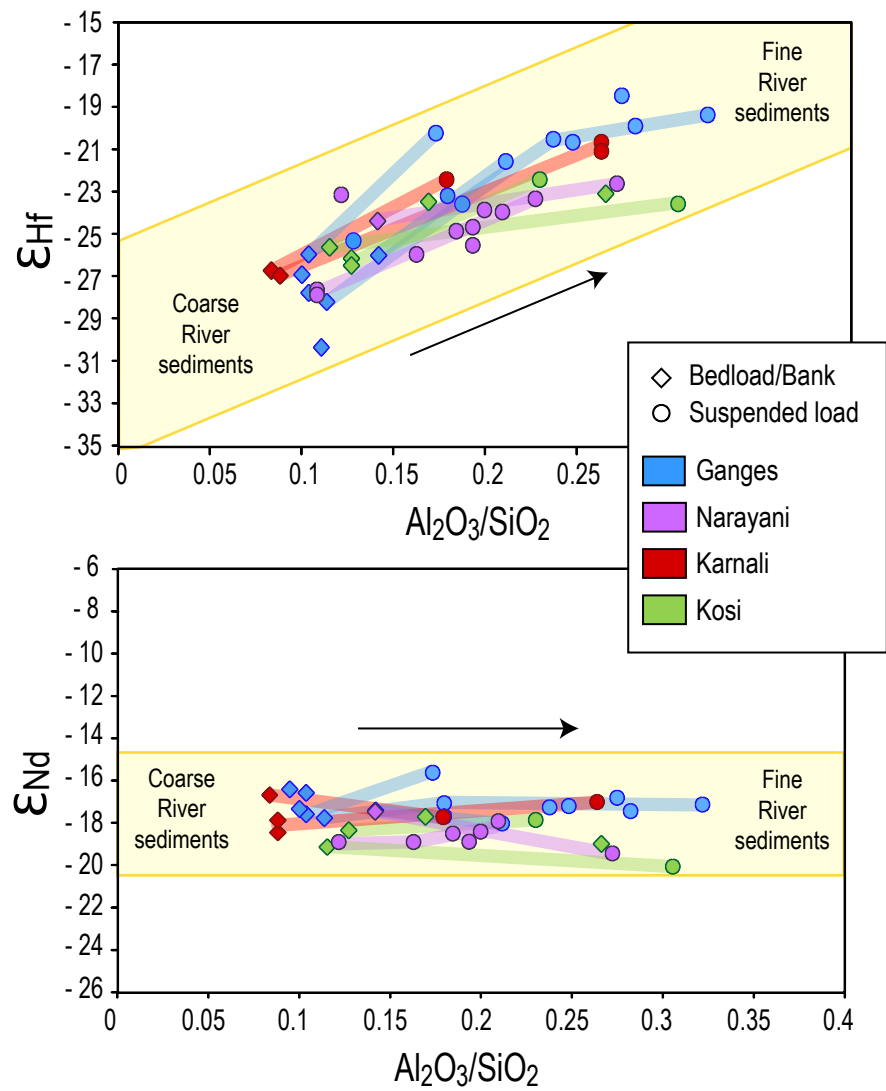 - 15
- 17
- 19
- 21
- 23
- 25
- 27
- 29
- 31
- 33
- 35
εHf
Fine
River
sediments
Coarse
River
sediments
0
0.1
0.15
0.2
0.25
Al₂O₃/SiO₂
Bedload/Bank
Suspended load
Ganges
Narayani
Karnali
Kosi
- 6
- 8
- 10
- 12
- 14
- 16
- 18
- 20
- 22
- 24
- 26
εNd
Coarse
River
sediments
Fine
River
sediments
0
0.05
0.1
0.15
0.2
0.25
0.3
0.35
0.4
Al₂O₃/SiO₂